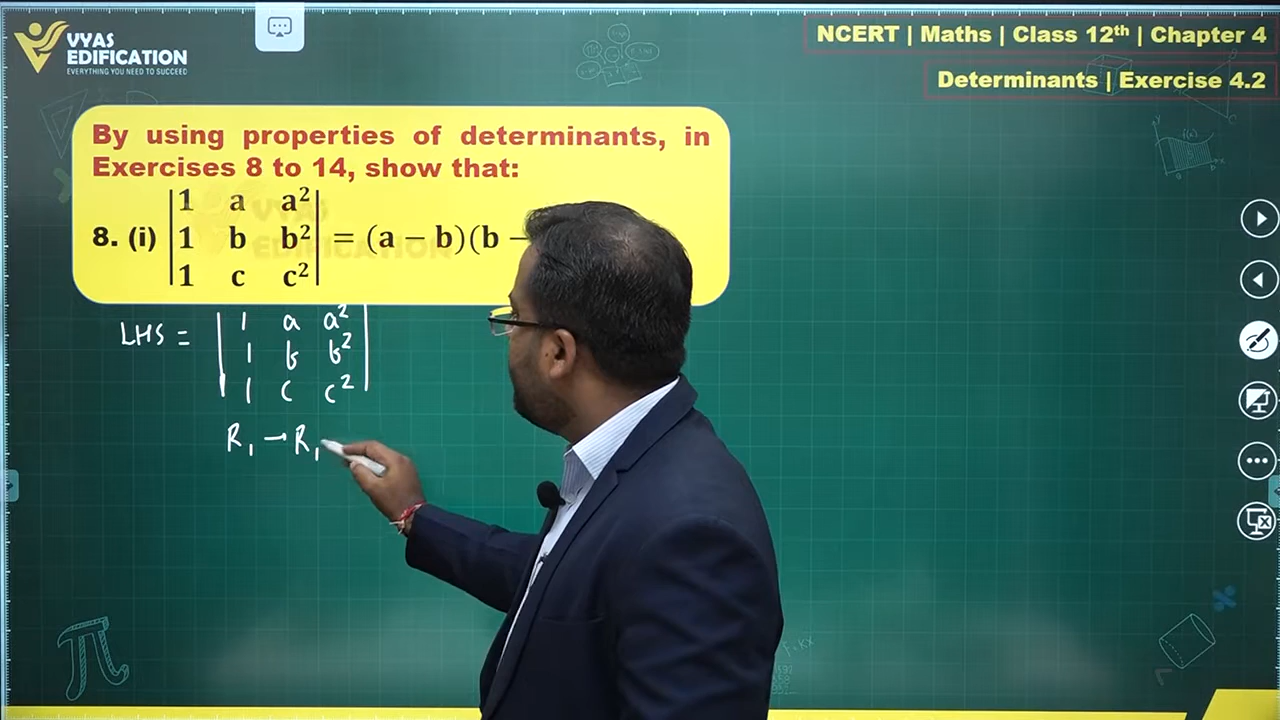 VYAS
EDIFICATION
EVERYTHING YOU NEED TO SUCCEED
NCERT | Maths | Class 12th | Chapter 4
Determinants | Exercise 4.2
By using properties of determinants, in
Exercises 8 to 14, show that:
8. (i) |1 a a²|
|1 b b²| = (a − b)(b −
|1 c c²|
LHS = |1 a a²|
|1 b b²|
|1 c c²|
R₁ → R₁